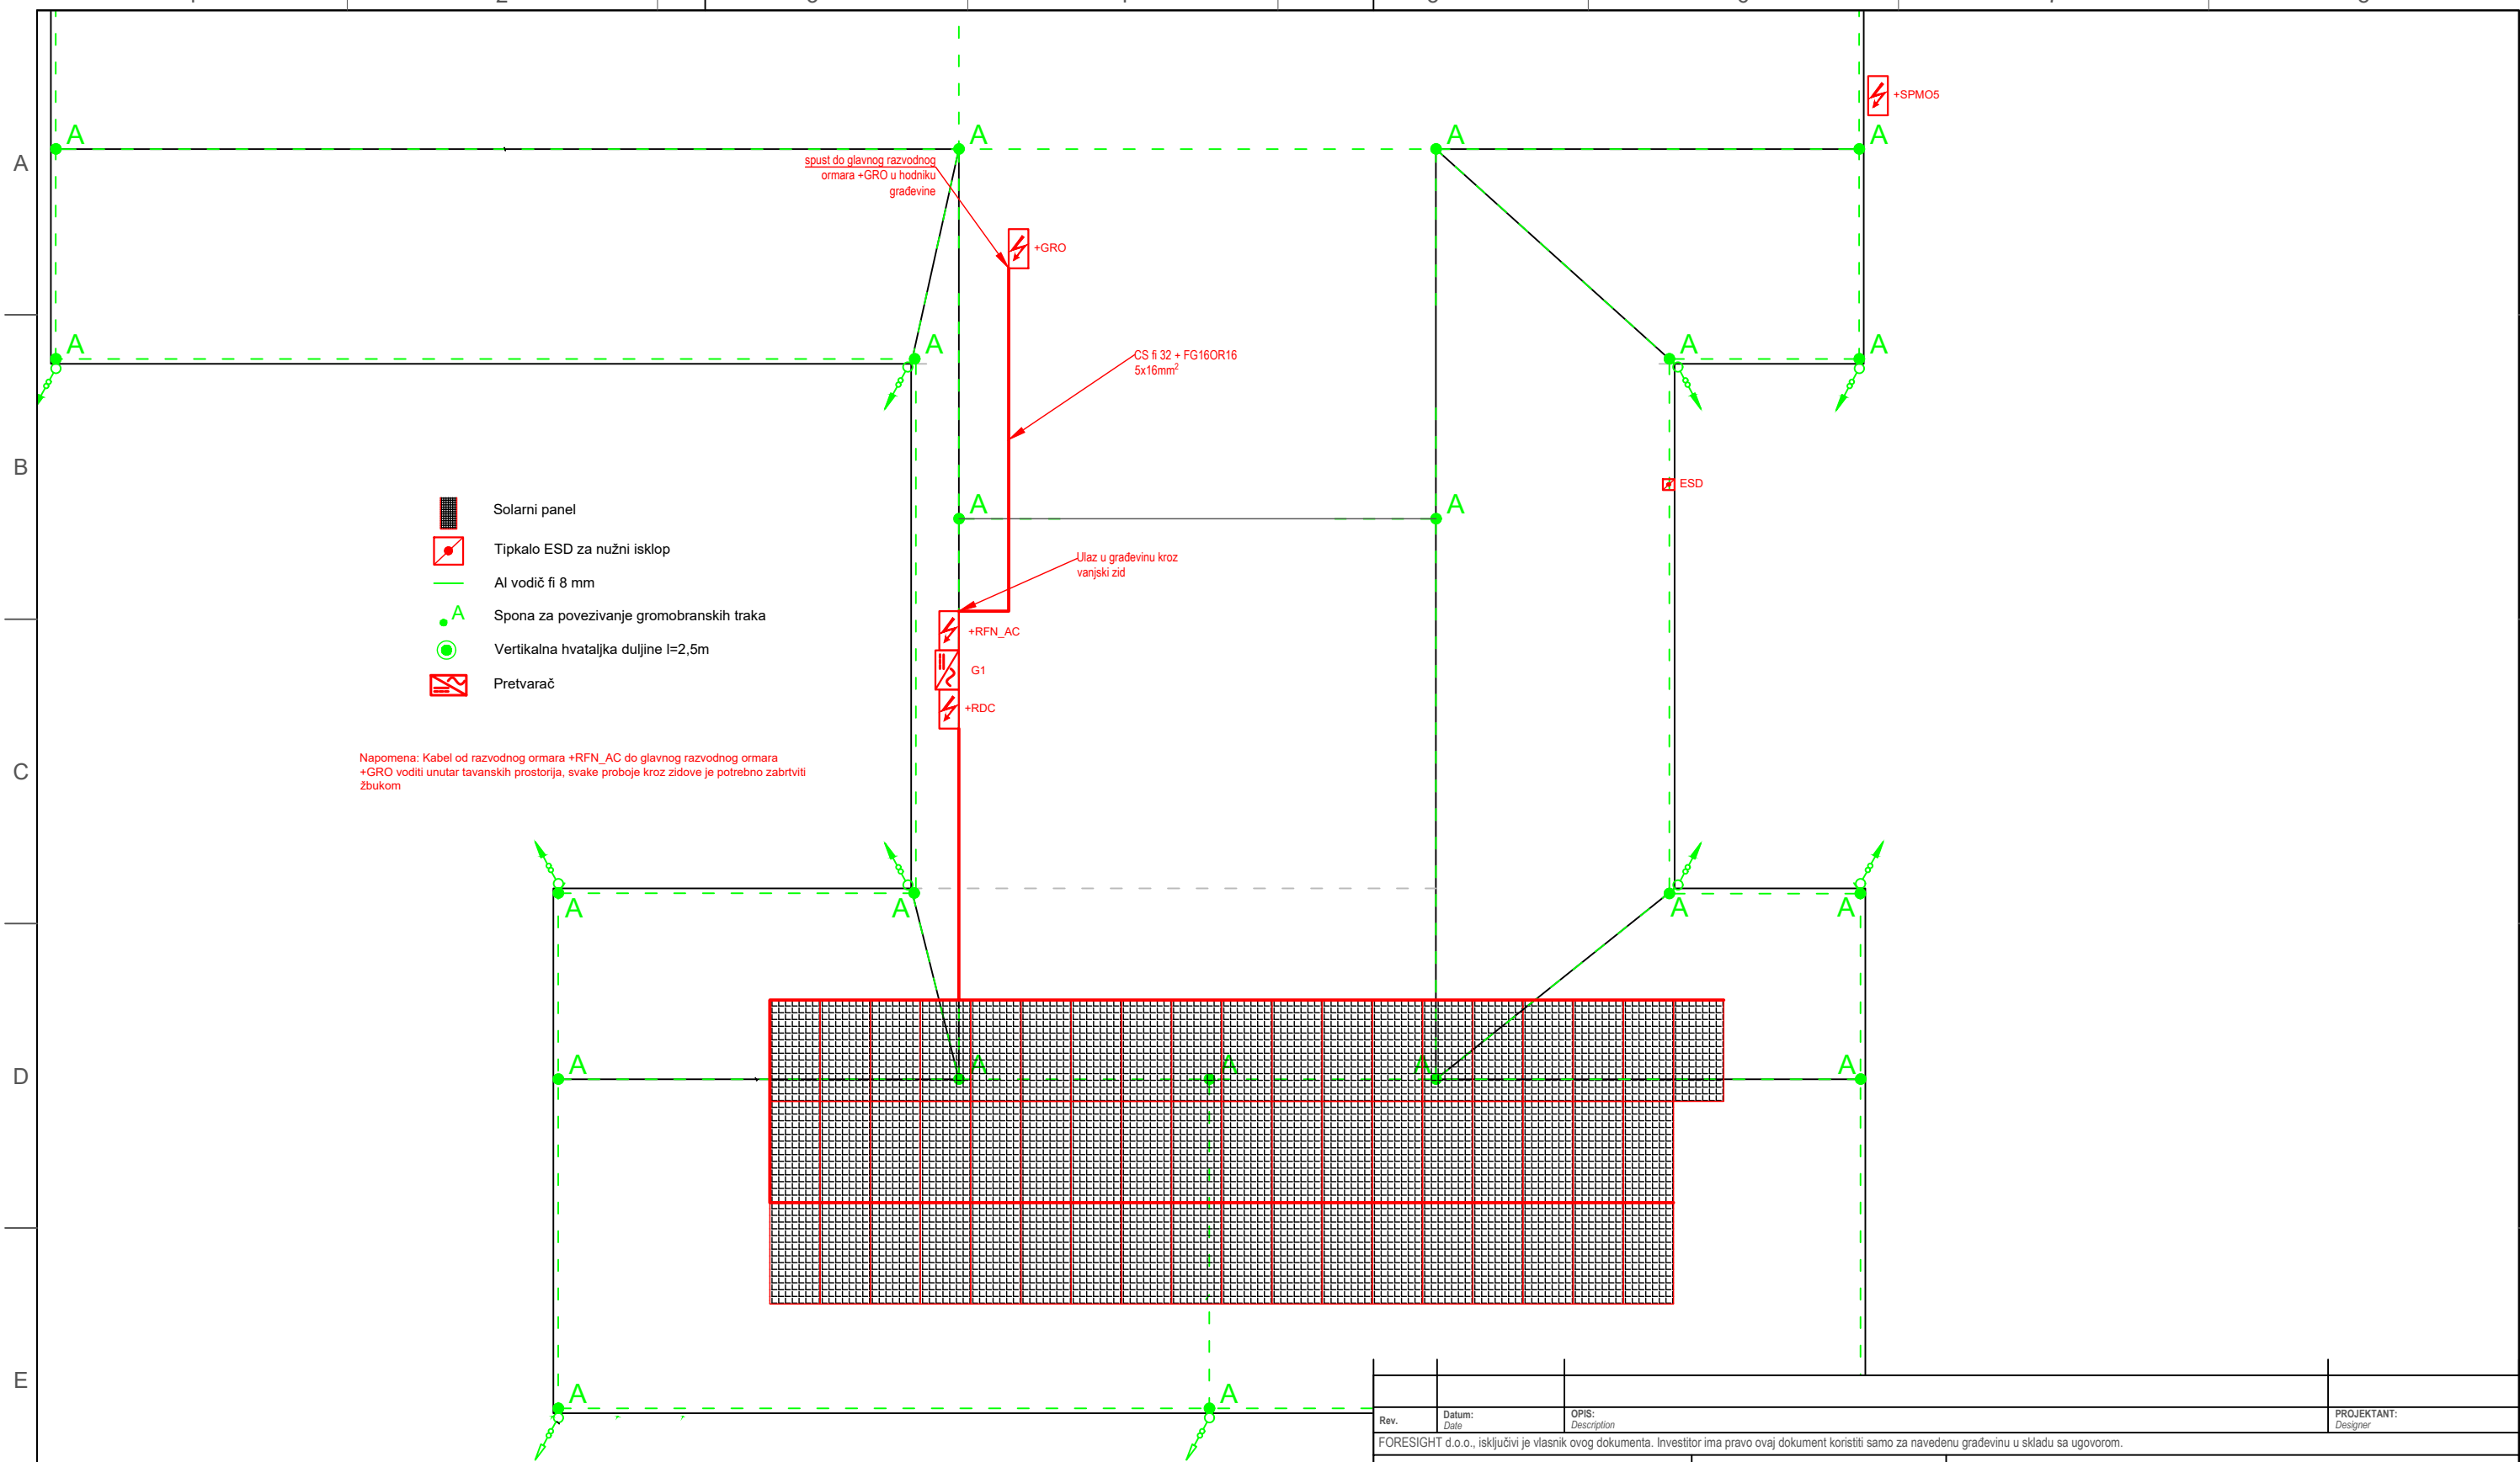 A
B
C
D
E
A
A
A
A
+SPMO5
spust do glavnog razvodnog
ormara +GRO u hodniku
građevine
+GRO
A
A
A
A
CS fi 32 + FG16OR16
5x16mm²
ESD
A
A
Solarni panel
Tipkalo ESD za nužni isklop
Al vodič fi 8 mm
A Spona za povezivanje gromobranskih traka
Vertikalna hvataljka duljine l=2,5m
Pretvarač
Ulaz u građevinu kroz
vanjski zid
+RFN_AC
G1
+RDC
Napomena: Kabel od razvodnog ormara +RFN_AC do glavnog razvodnog ormara
+GRO voditi unutar tavanskih prostorija, svake proboje kroz zidove je potrebno zabrtviti
žbukom
A
A
A
A
A
A
A
A
A
A
A
Rev.
Datum:
Date
OPIS:
Description
PROJEKTANT:
Designer
FORESIGHT d.o.o., isključivi je vlasnik ovog dokumenta. Investitor ima pravo ovaj dokument koristiti samo za navedenu građevinu u skladu sa ugovorom.